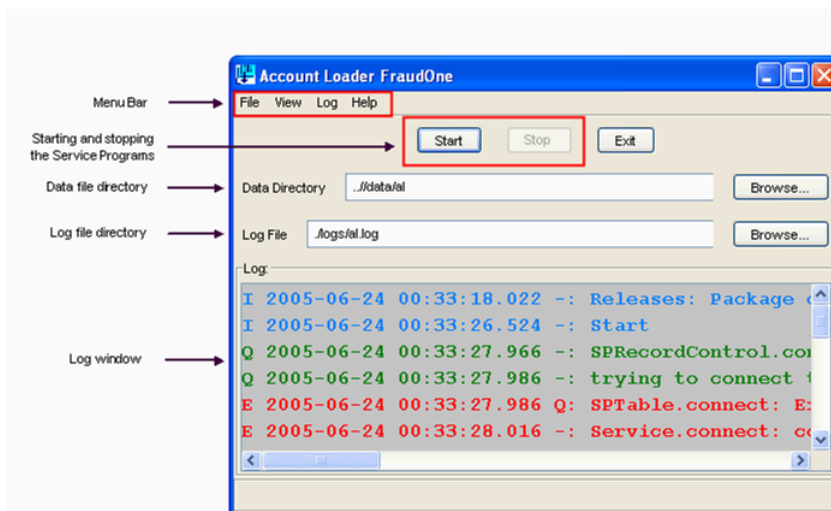 Account Loader FraudOne
Menu Bar
File View Log Help
Starting and stopping
the Service Programs
Start Stop Exit
Data file directory
Data Directory ..//data/al Browse...
Log file directory
Log File ./logs/al.log Browse...
Log:
I 2005-06-24 00:33:18.022 -: Releases: Package
I 2005-06-24 00:33:26.524 -: Start
Q 2005-06-24 00:33:27.966 -: SPRecordControl.con
Log window
Q 2005-06-24 00:33:27.986 -: trying to connect
E 2005-06-24 00:33:27.986 Q: SPTable.connect:
E 2005-06-24 00:33:28.016 -: Service.connect: